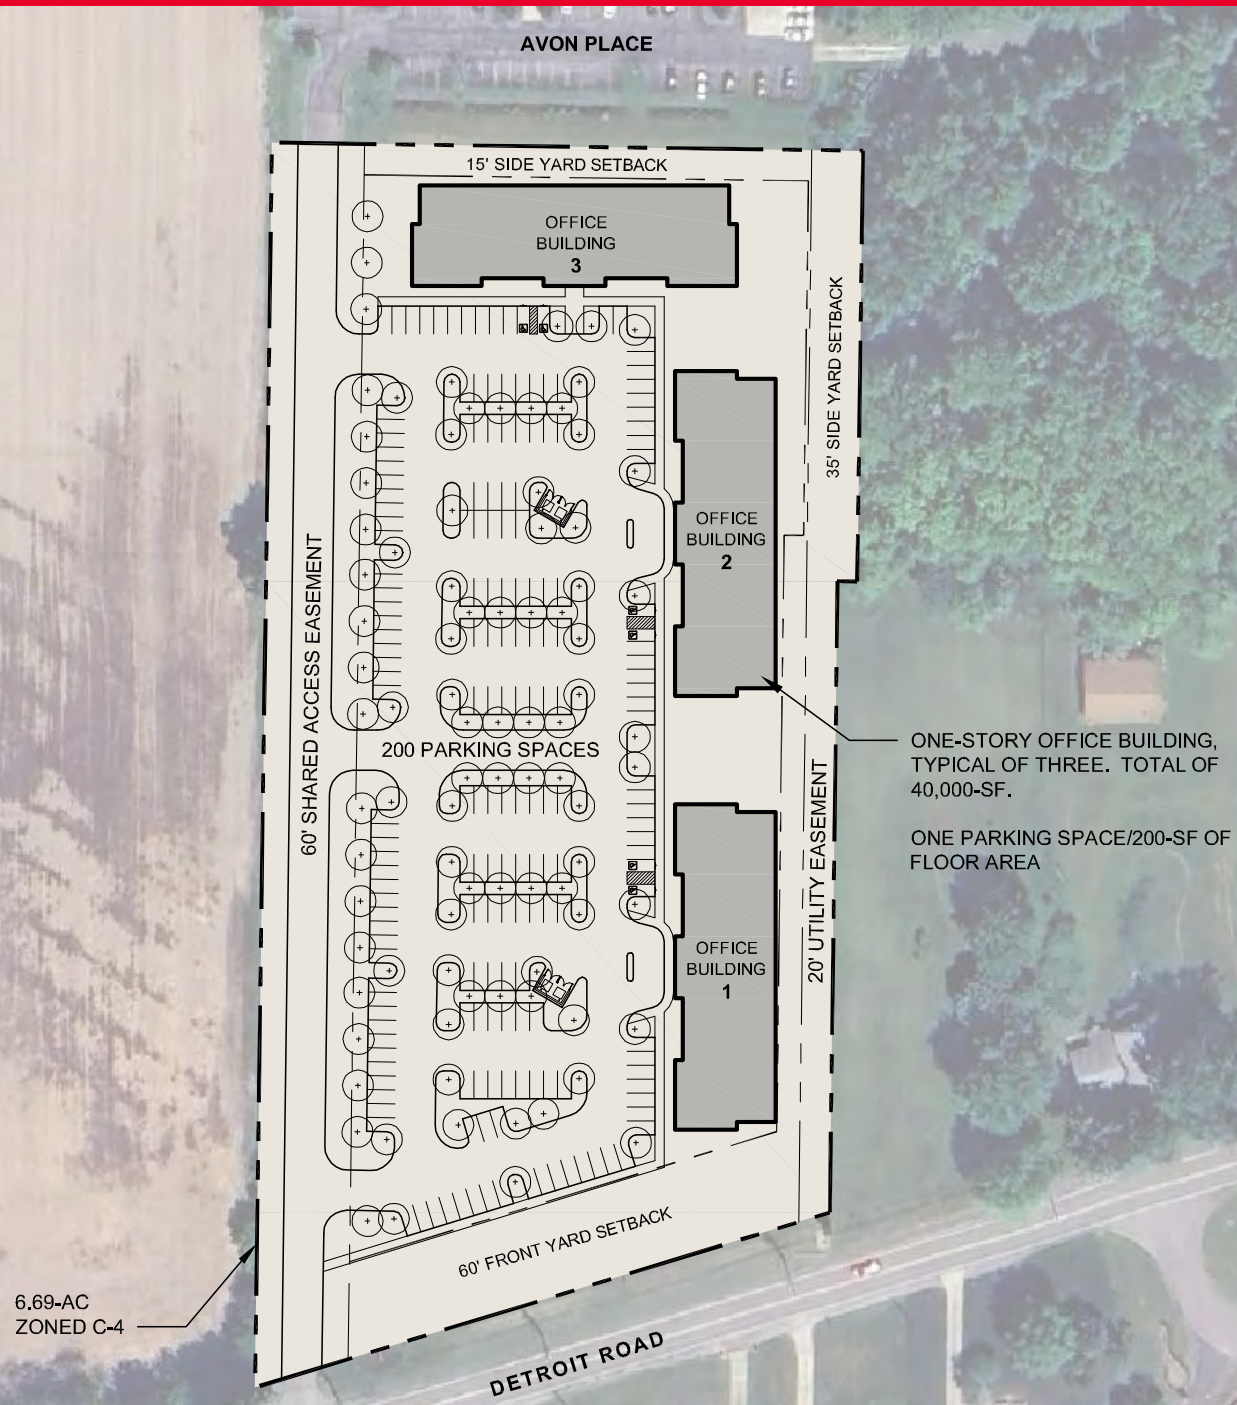 AVON PLACE
15' SIDE YARD SETBACK
OFFICE
BUILDING
3
35' SIDE YARD SETBACK
OFFICE
BUILDING
2
60' SHARED ACCESS EASEMENT
200 PARKING SPACES
ONE-STORY OFFICE BUILDING,
TYPICAL OF THREE.  TOTAL OF
40,000-SF.
ONE PARKING SPACE/200-SF OF
FLOOR AREA
20' UTILITY EASEMENT
OFFICE
BUILDING
1
60' FRONT YARD SETBACK
6.69-AC
ZONED C-4
DETROIT ROAD